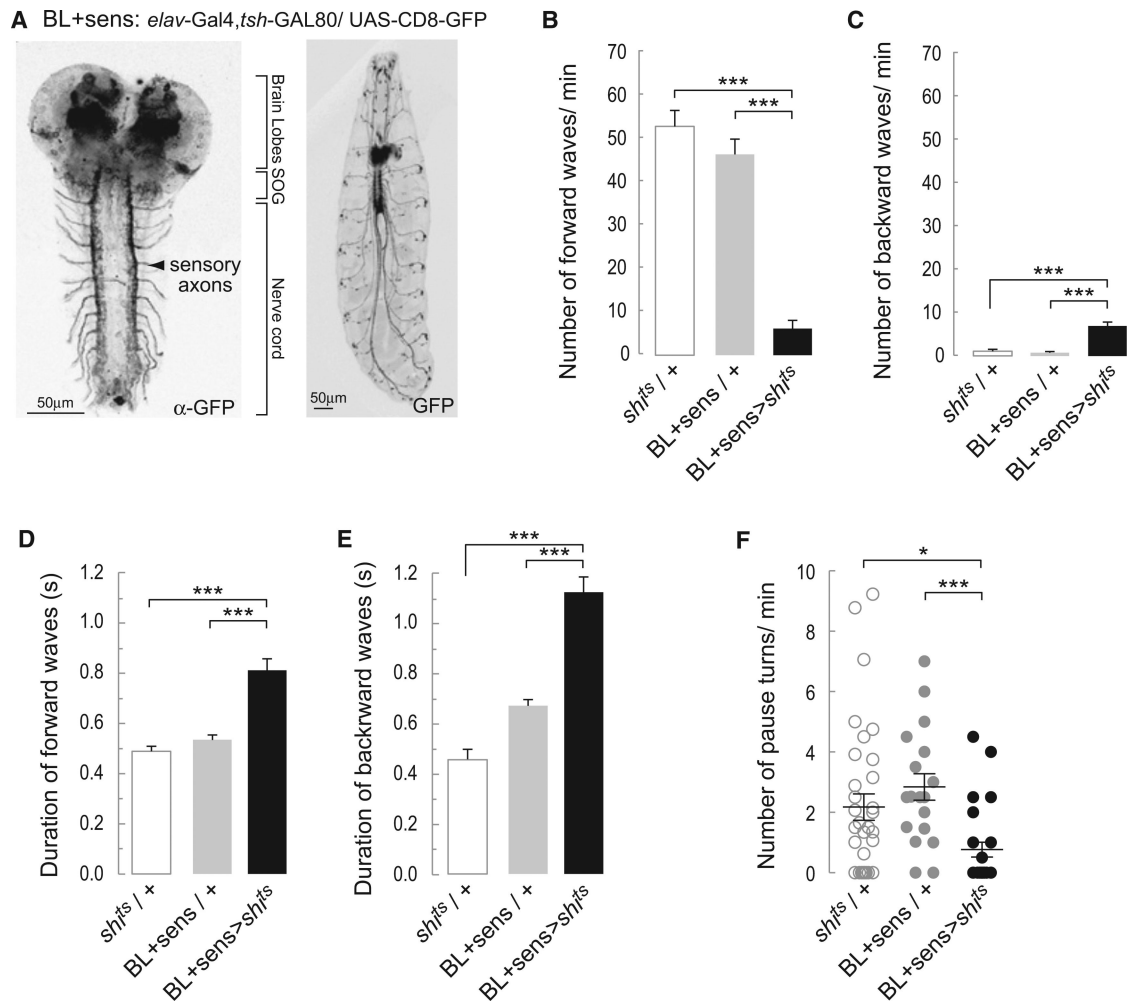 A BL+sens: elav-Gal4,tsh-GAL80/ UAS-CD8-GFP
Brain Lobes
SOG
Nerve cord
sensory
axons
50μm
α-GFP
50μm
GFP
B
Number of forward waves/ min
70
60
50
40
30
20
10
0
***
***
shits / +
BL+sens / +
BL+sens>shits
C
Number of backward waves/ min
70
60
50
40
30
20
10
0
***
***
shits / +
BL+sens / +
BL+sens>shits
D
Duration of forward waves (s)
1.2
1.0
0.8
0.6
0.4
0.2
0.0
***
***
shits / +
BL+sens / +
BL+sens>shits
E
Duration of backrward waves (s)
1.2
1.0
0.8
0.6
0.4
0.2
0.0
***
***
shits / +
BL+sens / +
BL+sens>shits
F
Number of pause turns/ min
10
8
6
4
2
0
*
***
shits / +
BL+sens / +
BL+sens>shits